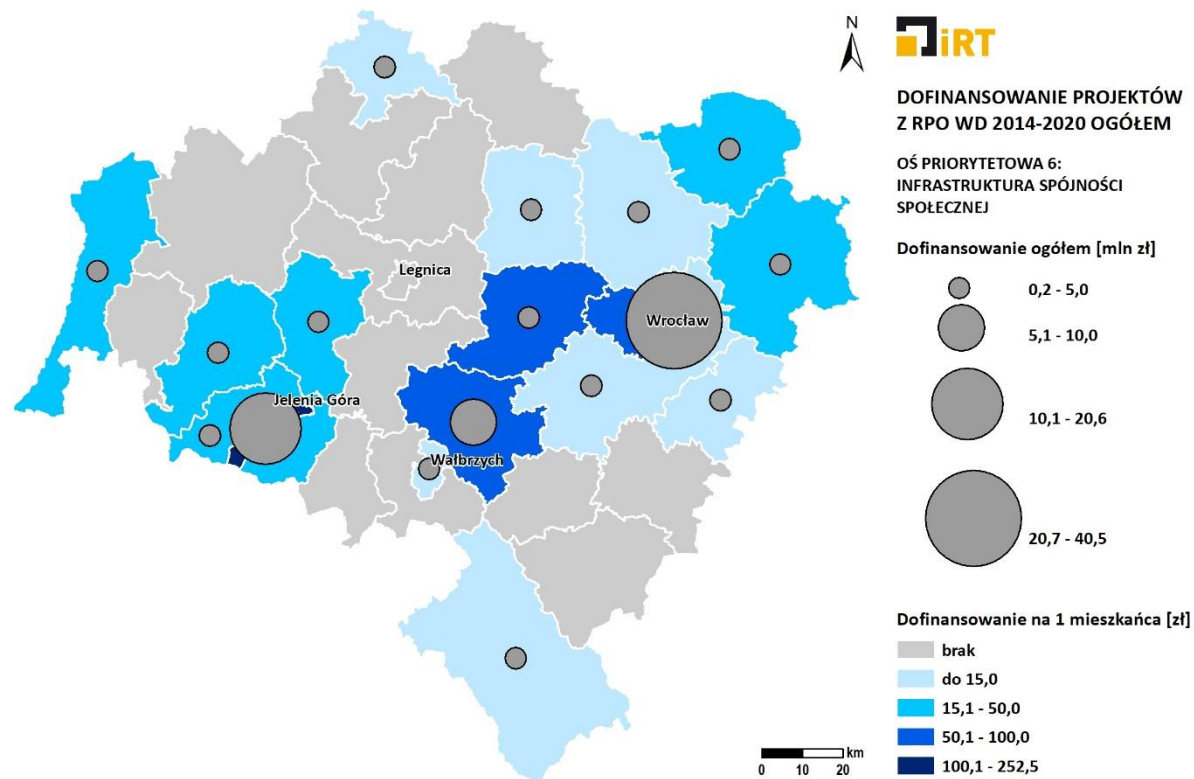 N
iRT
DOFINANSOWANIE PROJEKTÓW
Z RPO WD 2014-2020 OGÓŁEM
OŚ PRIORYTETOWA 6:
INFRASTRUKTURA SPÓJNOŚCI
SPOŁECZNEJ
Dofinansowanie ogółem [mln zł]
0,2 - 5,0
5,1 - 10,0
10,1 - 20,6
20,7 - 40,5
Dofinansowanie na 1 mieszkańca [zł]
brak
do 15,0
15,1 - 50,0
50,1 - 100,0
100,1 - 252,5
Legnica
Wrocław
Jelenia Góra
Wałbrzych
km
0 10 20